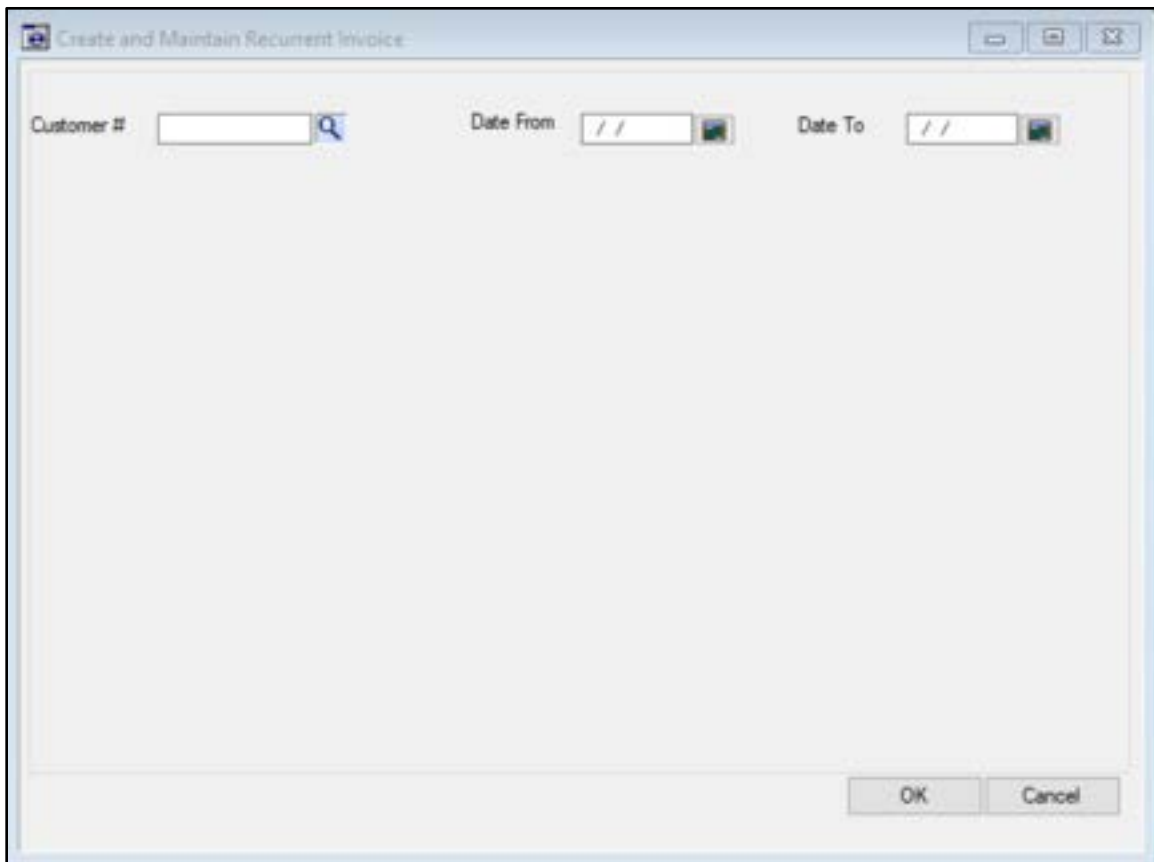 Create and Maintain Recurrent Invoice
Customer # Date From / / Date To / /
OK Cancel